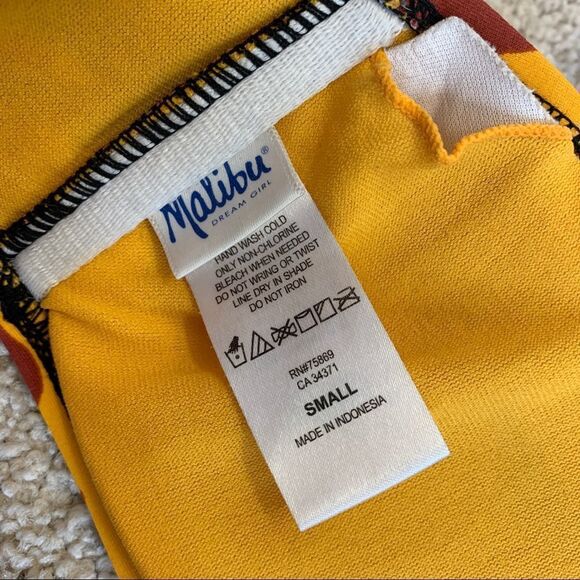 Malibu®
DREAM GIRL
HAND WASH COLD
ONLY NON-CHLORINE
BLEACH WHEN NEEDED
DO NOT WRING OR TWIST
LINE DRY IN SHADE
DO NOT IRON
RN#75869
CA 34371
SMALL
MADE IN INDONESIA